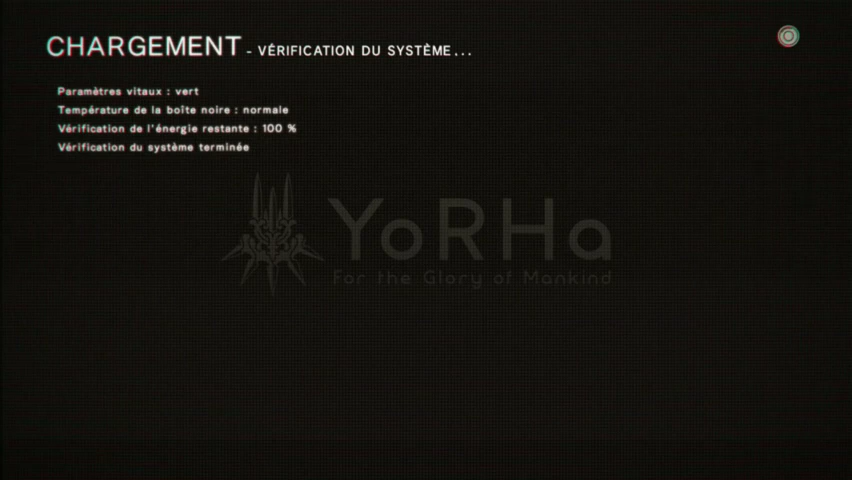 CHARGEMENT - VÉRIFICATION DU SYSTÈME...
Paramètres vitaux : vert
Température de la boîte noire : normale
Vérification de l'énergie restante : 100 %
Vérification du système terminée
YoRHa
For the Glory of Mankind